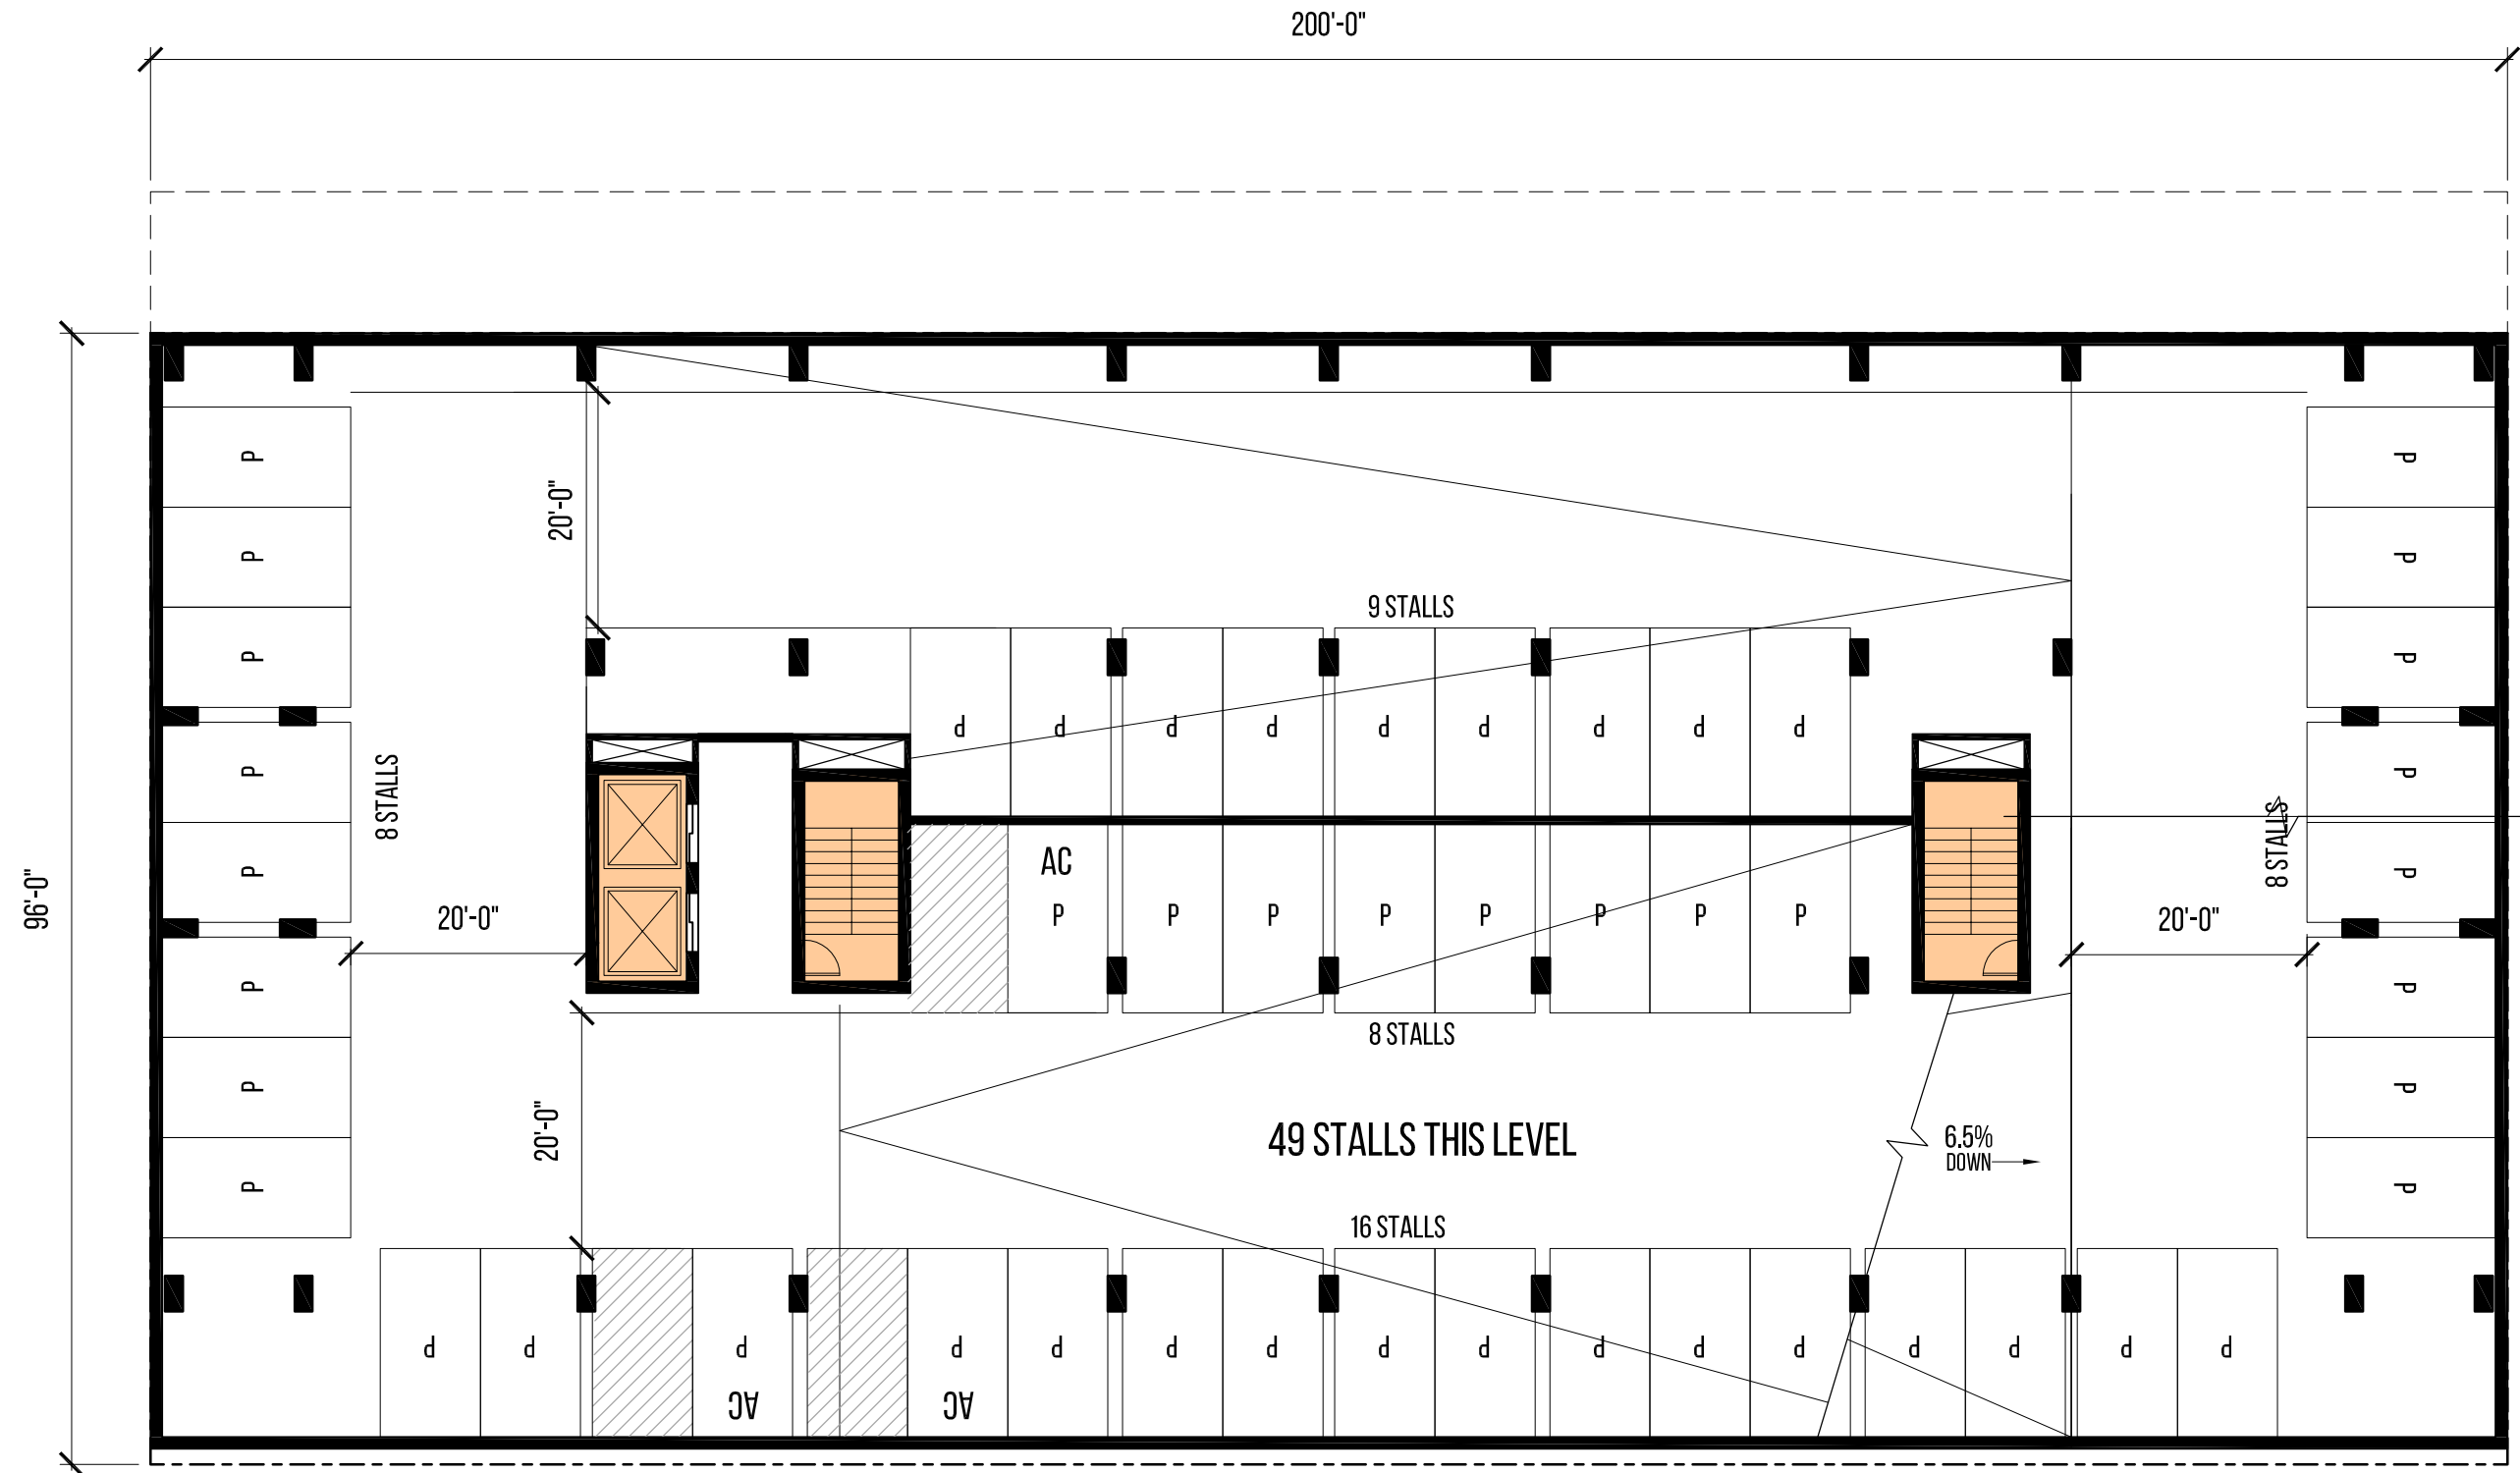 200'-0"
P
P
P
P
P
P
P
P
20'-0"
9 STALLS
P P P P P P P P P
8 STALLS
8 STALLS
AC
P P P P P P P P
96'-0"
20'-0"
20'-0"
8 STALLS
20'-0"
49 STALLS THIS LEVEL
6.5%
DOWN
16 STALLS
P P P P P P P P P P P P P P P P
AC AC
P
P
P
P
P
P
P
P